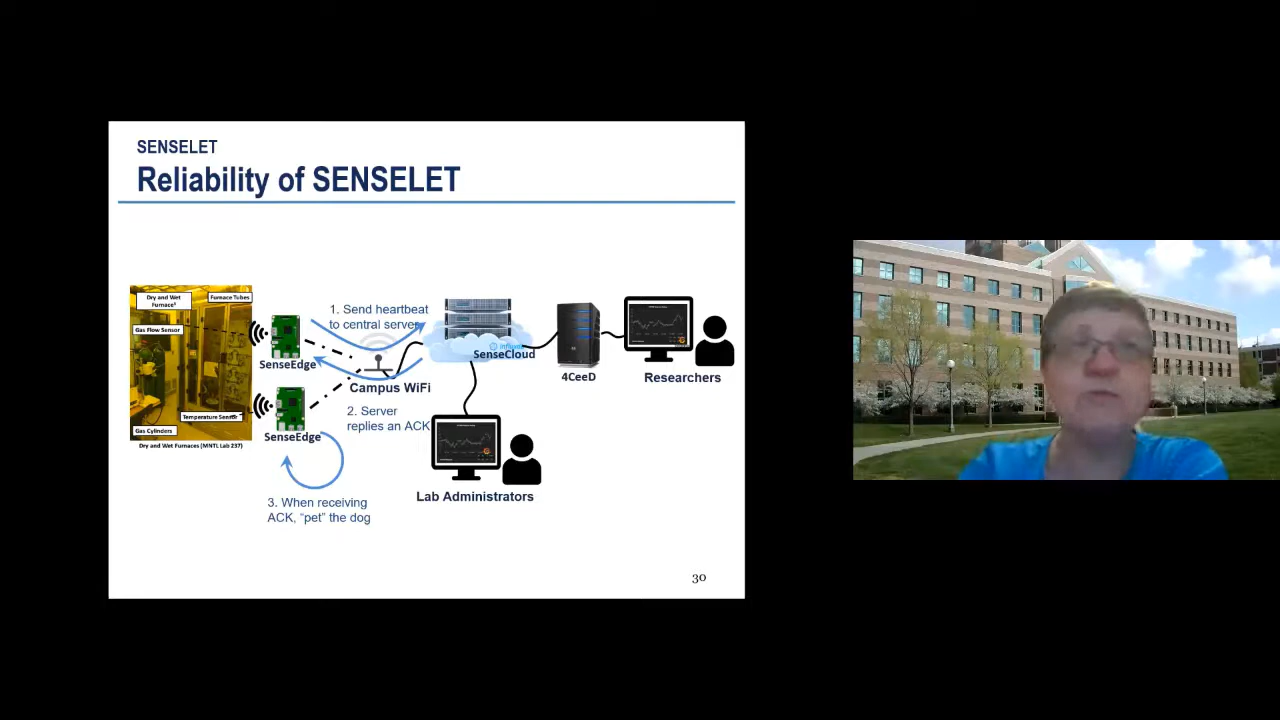 SENSELET
Reliability of SENSELET
Dry and Wet
Furnace
Furnace Tubes
Gas Flow Sensor
Temperature Sensor
Gas Cylinders
Dry and Wet Furnaces (MNTL Lab 237)
SenseEdge
SenseEdge
1. Send heartbeat
to central server
Campus WiFi
2. Server
replies an ACK
3. When receiving
ACK, “pet” the dog
SenseCloud
4CeeD
Researchers
Lab Administrators
30